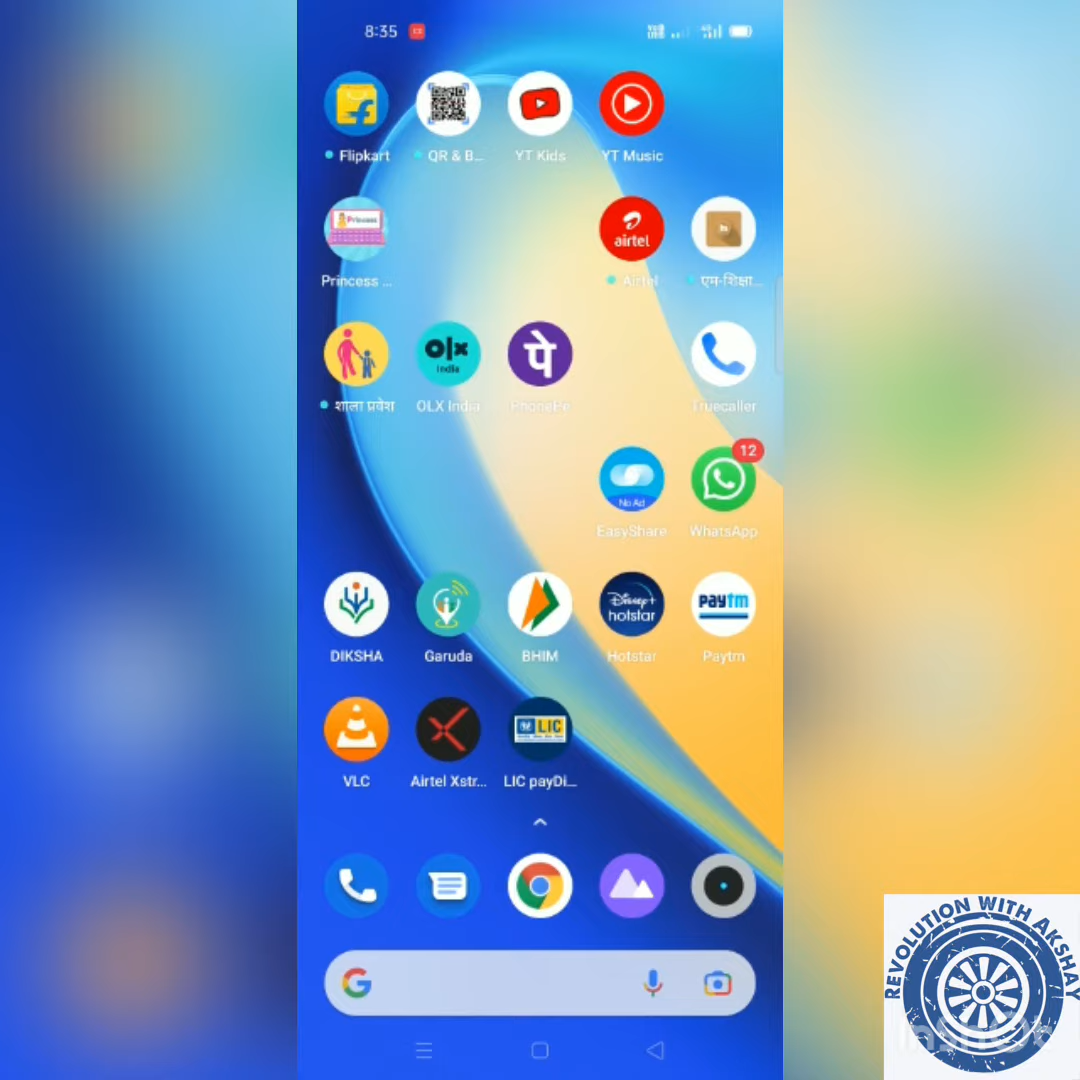 8:35
Flipkart
QR & B...
YT Kids
YT Music
Princess
Princess ...
airtel
Airtel
एम-शिक्षा...
शाला प्रवेश
olx
India
OLX India
पे
PhonePe
Truecaller
No Ad
EasyShare
12
WhatsApp
DIKSHA
Garuda
BHIM
Disney+
hotstar
Hotstar
paytm
Paytm
VLC
Airtel Xstr...
LIC
LIC payDi...
REVOLUTION WITH AKSHAY